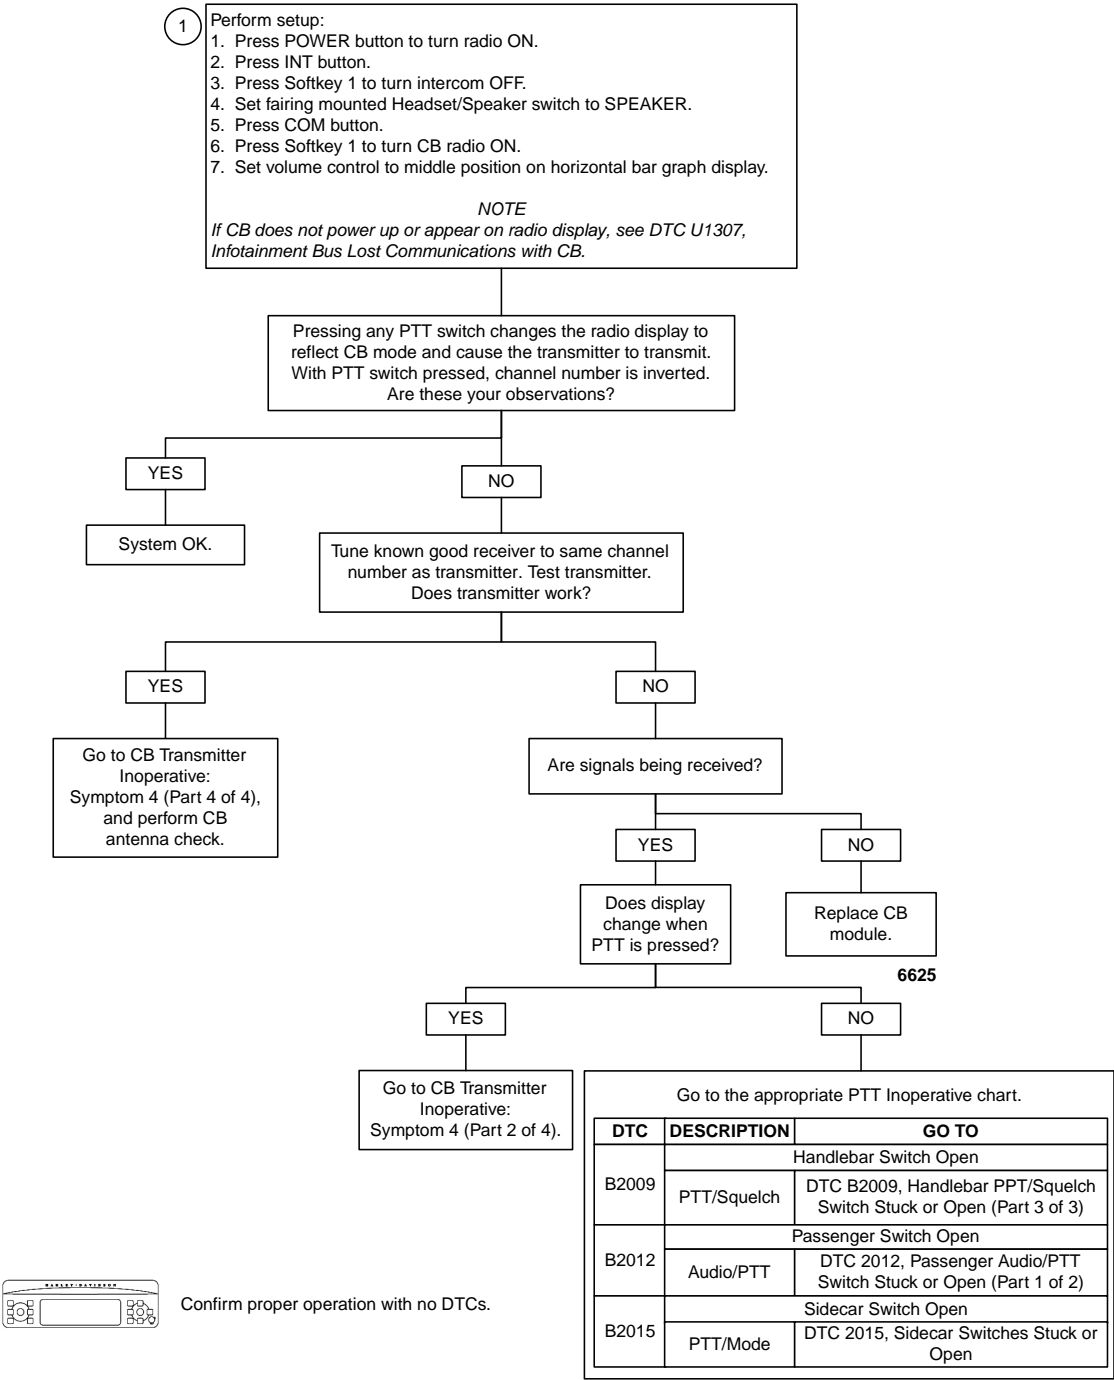 1
Perform setup:
1. Press POWER button to turn radio ON.
2. Press INT button.
3. Press Softkey 1 to turn intercom OFF.
4. Set fairing mounted Headset/Speaker switch to SPEAKER.
5. Press COM button.
6. Press Softkey 1 to turn CB radio ON.
7. Set volume control to middle position on horizontal bar graph display.
NOTE
If CB does not power up or appear on radio display, see DTC U1307,
Infotainment Bus Lost Communications with CB.
Pressing any PTT switch changes the radio display to
reflect CB mode and cause the transmitter to transmit.
With PTT switch pressed, channel number is inverted.
Are these your observations?
YES
NO
System OK.
Tune known good receiver to same channel
number as transmitter. Test transmitter.
Does transmitter work?
YES
NO
Go to CB Transmitter
Inoperative:
Symptom 4 (Part 4 of 4),
and perform CB
antenna check.
Are signals being received?
YES
NO
Does display
change when
PTT is pressed?
Replace CB
module.
6625
YES
NO
Go to CB Transmitter
Inoperative:
Symptom 4 (Part 2 of 4).
Go to the appropriate PTT Inoperative chart.
DTC DESCRIPTION GO TO
B2009
Handlebar Switch Open
PTT/Squelch
DTC B2009, Handlebar PPT/Squelch
Switch Stuck or Open (Part 3 of 3)
B2012
Passenger Switch Open
Audio/PTT
DTC 2012, Passenger Audio/PTT
Switch Stuck or Open (Part 1 of 2)
B2015
Sidecar Switch Open
PTT/Mode
DTC 2015, Sidecar Switches Stuck or
Open
HARLEY-DAVIDSON
Confirm proper operation with no DTCs.